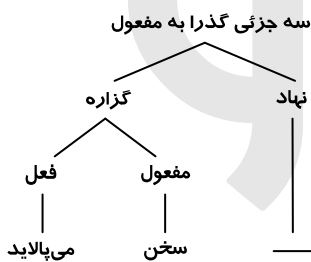 سه جزئی گذرا به مفعول
نهاد گزاره
مفعول فعل
سخن می‌پالاید